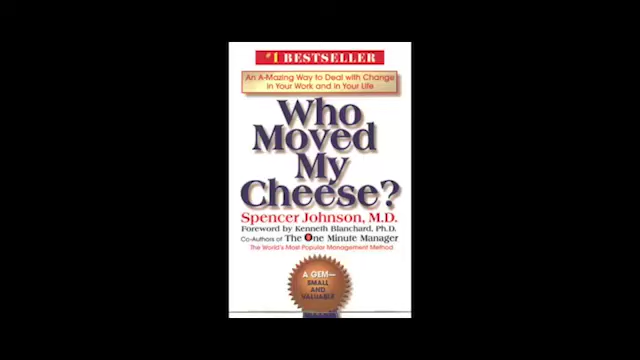 #1 BESTSELLER
An A-Mazing Way to Deal with Change
in Your Work and in Your Life
Who
Moved
My
Cheese?
Spencer Johnson, M.D.
Foreword by Kenneth Blanchard, Ph.D.
Co-Authors of The One Minute Manager
The World's Most Popular Management Method
A GEM—
SMALL
AND
VALUABLE